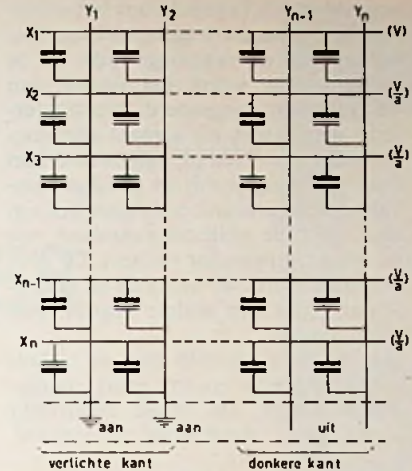 Y₁ Y₂ Yₙ₋₁ Yₙ
X₁ (V)
X₂ (V/a)
X₃ (V/a)
Xₙ₋₁ (V/a)
Xₙ (V/a)
aan aan uit
verlichte kant donkere kant